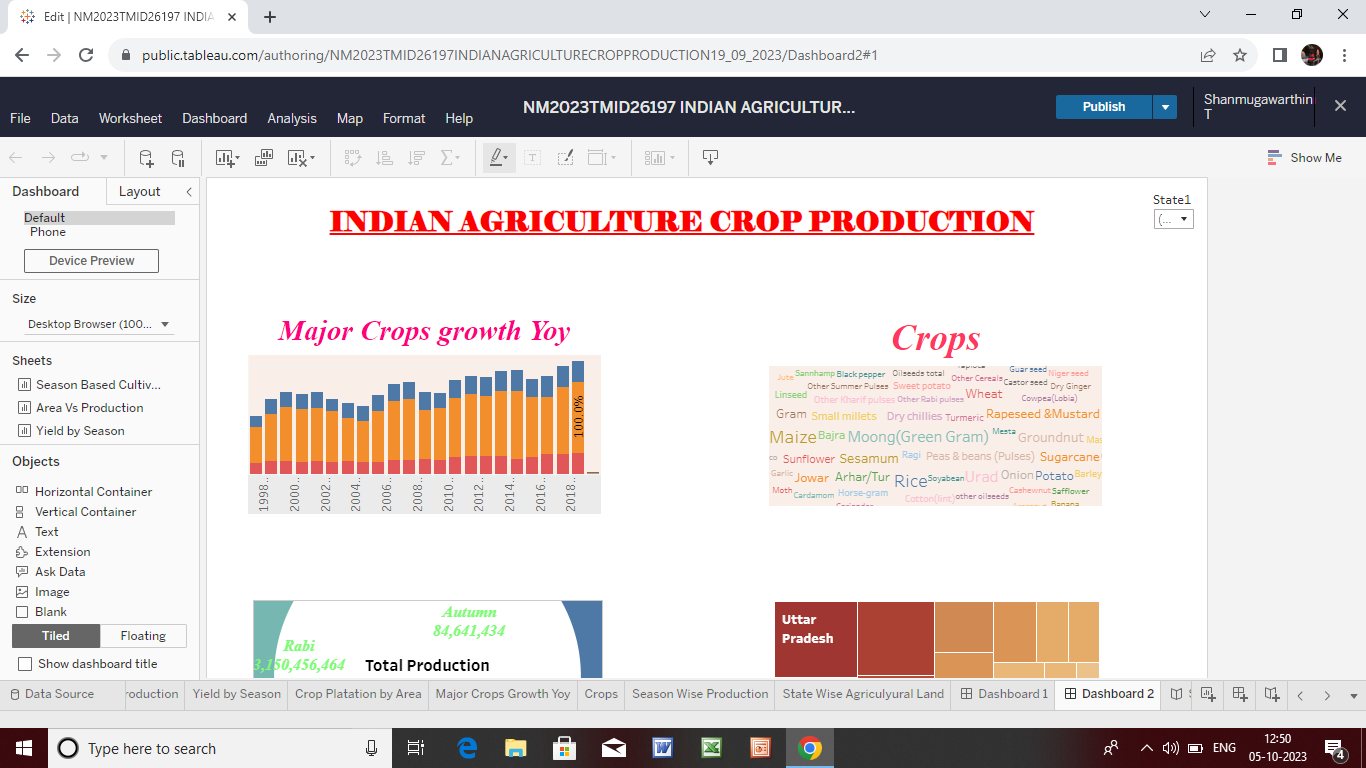 Edit | NM2023TMID26197 INDIA
public.tableau.com/authoring/NM2023TMID26197INDIANAGRICULTURECROPPRODUCTION19_09_2023/Dashboard2#1
NM2023TMID26197 INDIAN AGRICULTUR...
Publish
Shanmugawarthin
T
File Data Worksheet Dashboard Analysis Map Format Help
Show Me
Dashboard Layout
Default
Phone
Device Preview
Size
Desktop Browser (100...
Sheets
Season Based Cultiv...
Area Vs Production
Yield by Season
Objects
Horizontal Container
Vertical Container
Text
Extension
Ask Data
Image
Blank
Tiled Floating
Show dashboard title
INDIAN AGRICULTURE CROP PRODUCTION
State1
(...
Major Crops growth Yoy
100.0%
1998.. 2000.. 2002.. 2004.. 2006.. 2008.. 2010.. 2012.. 2014.. 2016.. 2018..
Crops
Jute Sannhamp Black pepper Oilseeds total Guar seed Niger seed
Other Summer Pulses Sweet potato Other Cereals Castor seed Dry Ginger
Linseed Other Kharif pulses Other Rabi pulses Wheat Cowpea(Lobia)
Gram Small millets Dry chillies Turmeric Rapeseed &Mustard
Maize Bajra Moong(Green Gram) Mesta Groundnut
Sunflower Sesamum Ragi Peas & beans (Pulses) Sugarcane
Garlic Jowar Arhar/Tur Rice Soyabean Urad Onion Potato Barley
Moth Cardamom Horse-gram Cotton(lint) other oilseeds Cashewnut Safflower
Banana
Autumn
84,641,434
Rabi
3,150,456,464
Total Production
Uttar
Pradesh
Data Source roduction Yield by Season Crop Platation by Area Major Crops Growth Yoy Crops Season Wise Production State Wise Agriculyural Land Dashboard 1 Dashboard 2
Type here to search
ENG
12:50
05-10-2023
4